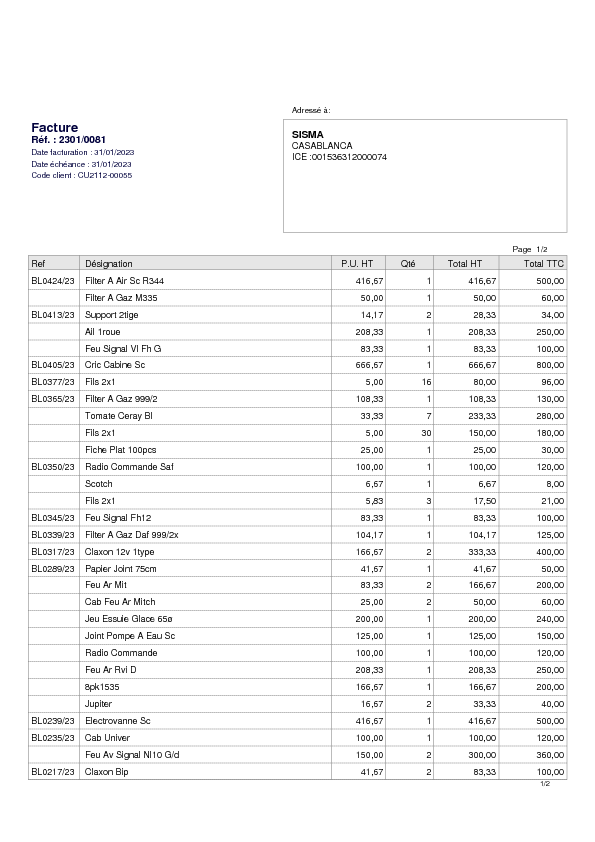 Adressé à:
Facture
Réf. : 2301/0081
Date facturation : 31/01/2023
Date échéance : 31/01/2023
Code client : CU2112-00055
SISMA
CASABLANCA
ICE :001536312000074
Page 1/2
Ref Désignation P.U. HT Qté Total HT Total TTC
BL0424/23 Filter A Air Sc R344 416,67 1 416,67 500,00
Filter A Gaz M335 50,00 1 50,00 60,00
BL0413/23 Support 2tige 14,17 2 28,33 34,00
Ail 1roue 208,33 1 208,33 250,00
Feu Signal Vl Fh G 83,33 1 83,33 100,00
BL0405/23 Cric Cabine Sc 666,67 1 666,67 800,00
BL0377/23 Fils 2x1 5,00 16 80,00 96,00
BL0365/23 Filter A Gaz 999/2 108,33 1 108,33 130,00
Tomate Ceray Bl 33,33 7 233,33 280,00
Fils 2x1 5,00 30 150,00 180,00
Fiche Plat 100pcs 25,00 1 25,00 30,00
BL0350/23 Radio Commande Saf 100,00 1 100,00 120,00
Scotch 6,67 1 6,67 8,00
Fils 2x1 5,83 3 17,50 21,00
BL0345/23 Feu Signal Fh12 83,33 1 83,33 100,00
BL0339/23 Filter A Gaz Daf 999/2x 104,17 1 104,17 125,00
BL0317/23 Claxon 12v 1type 166,67 2 333,33 400,00
BL0289/23 Papier Joint 75cm 41,67 1 41,67 50,00
Feu Ar Mit 83,33 2 166,67 200,00
Cab Feu Ar Mitch 25,00 2 50,00 60,00
Jeu Essuie Glace 65ø 200,00 1 200,00 240,00
Joint Pompe A Eau Sc 125,00 1 125,00 150,00
Radio Commande 100,00 1 100,00 120,00
Feu Ar Rvi D 208,33 1 208,33 250,00
8pk1535 166,67 1 166,67 200,00
Jupiter 16,67 2 33,33 40,00
BL0239/23 Electrovanne Sc 416,67 1 416,67 500,00
BL0235/23 Cab Univer 100,00 1 100,00 120,00
Feu Av Signal Nl10 G/d 150,00 2 300,00 360,00
BL0217/23 Claxon Bip 41,67 2 83,33 100,00
1/2